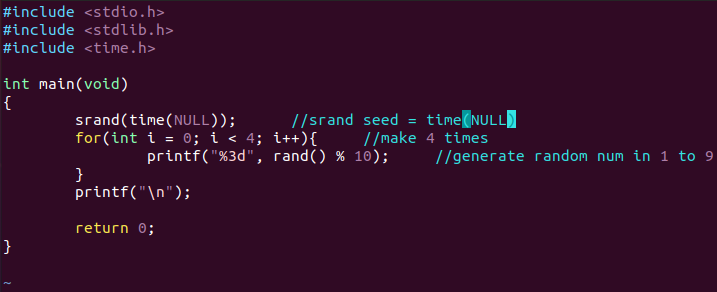 #include <stdio.h>
#include <stdlib.h>
#include <time.h>

int main(void)
{
        srand(time(NULL));      //srand seed = time(NULL)
        for(int i = 0; i < 4; i++){     //make 4 times
                printf("%3d", rand() % 10);     //generate random num in 1 to 9
        }
        printf("\n");

        return 0;
}

~